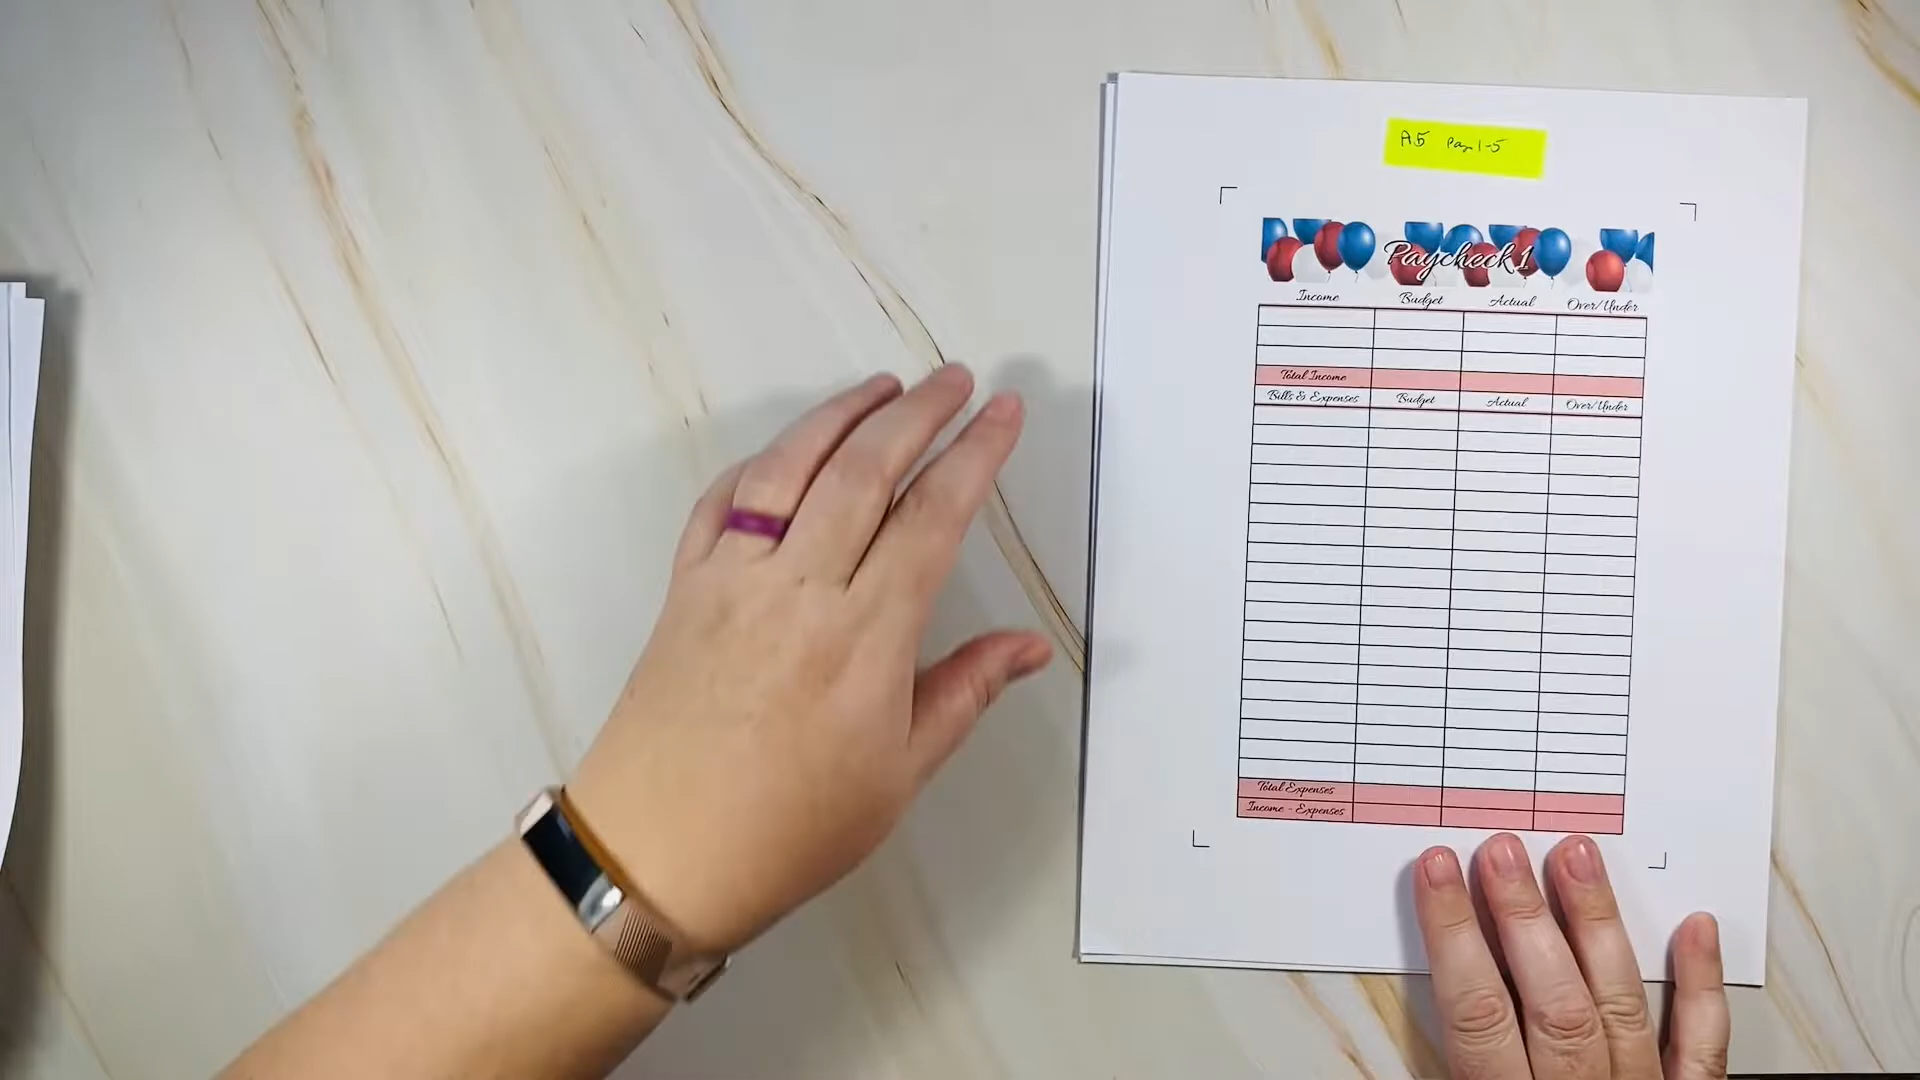 A5 Pay 1-5
Paycheck 1
Income Budget Actual Over/Under
Total Income
Bills & Expenses Budget Actual Over/Under
Total Expenses
Income - Expenses